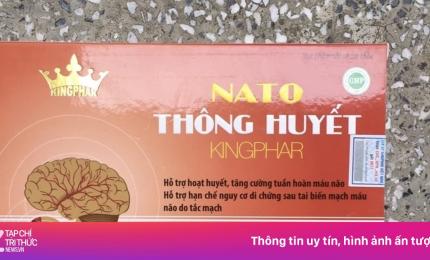 KINGPHAR
NATO
GMP
THÔNG HUYẾT
KINGPHAR
Hỗ trợ hoạt huyết, tăng cường tuần hoàn máu não
Hỗ trợ hạn chế nguy cơ di chứng sau tai biến mạch máu
não do tắc mạch
TẠP CHÍ
TRI THỨC
NEWS.VN
Thông tin uy tín, hình ảnh ấn tượ